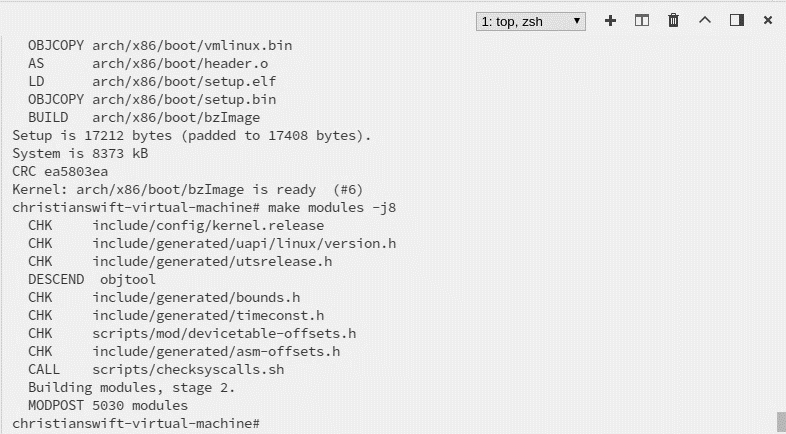 1: top, zsh
OBJCOPY arch/x86/boot/vmlinux.bin
AS      arch/x86/boot/header.o
LD      arch/x86/boot/setup.elf
OBJCOPY arch/x86/boot/setup.bin
BUILD   arch/x86/boot/bzImage
Setup is 17212 bytes (padded to 17408 bytes).
System is 8373 kB
CRC ea5803ea
Kernel: arch/x86/boot/bzImage is ready  (#6)
christianswift-virtual-machine# make modules -j8
CHK     include/config/kernel.release
CHK     include/generated/uapi/linux/version.h
CHK     include/generated/utsrelease.h
DESCEND  objtool
CHK     include/generated/bounds.h
CHK     include/generated/timeconst.h
CHK     scripts/mod/devicetable-offsets.h
CHK     include/generated/asm-offsets.h
CALL    scripts/checksyscalls.sh
Building modules, stage 2.
MODPOST 5030 modules
christianswift-virtual-machine#